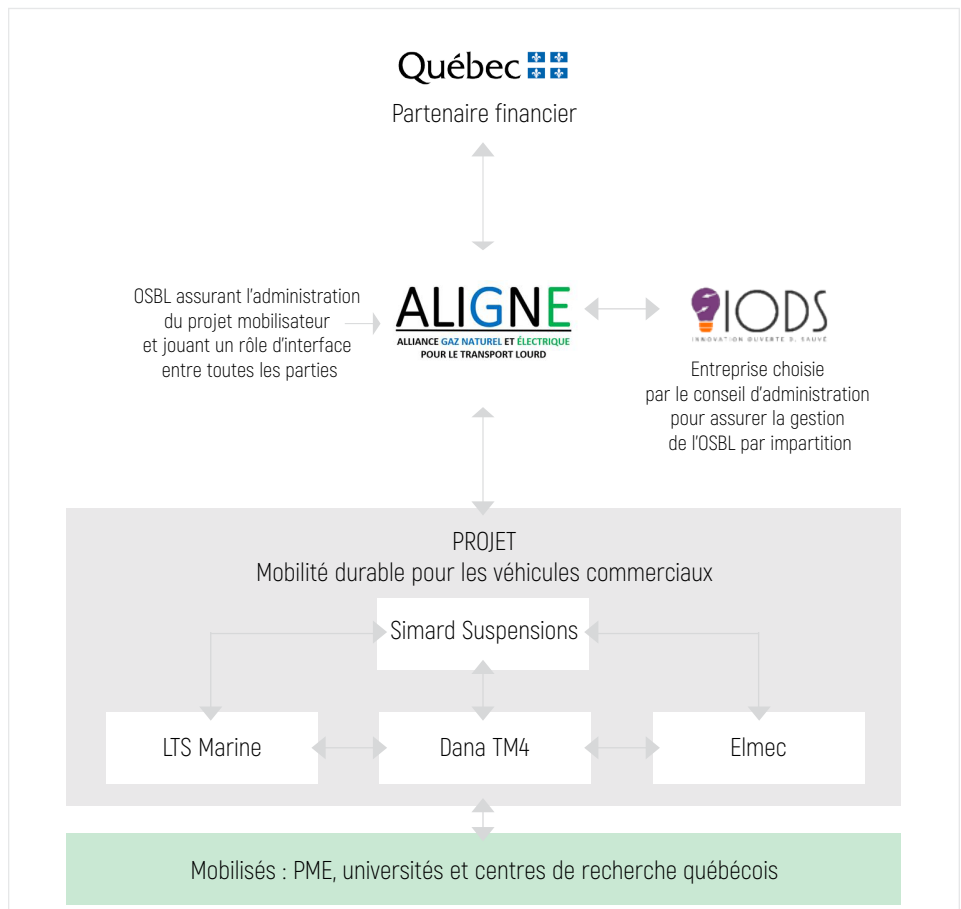 Québec
Partenaire financier
OSBL assurant l'administration
du projet mobilisateur
et jouant un rôle d'interface
entre toutes les parties
ALIGNE
ALLIANCE GAZ NATUREL ET ÉLECTRIQUE
POUR LE TRANSPORT LOURD
IODS
INNOVATION OUVERTE D. SAUVÉ
Entreprise choisie
par le conseil d'administration
pour assurer la gestion
de l'OSBL par impartition
PROJET
Mobilité durable pour les véhicules commerciaux
Simard Suspensions
LTS Marine
Dana TM4
Elmec
Mobilisés : PME, universités et centres de recherche québécois